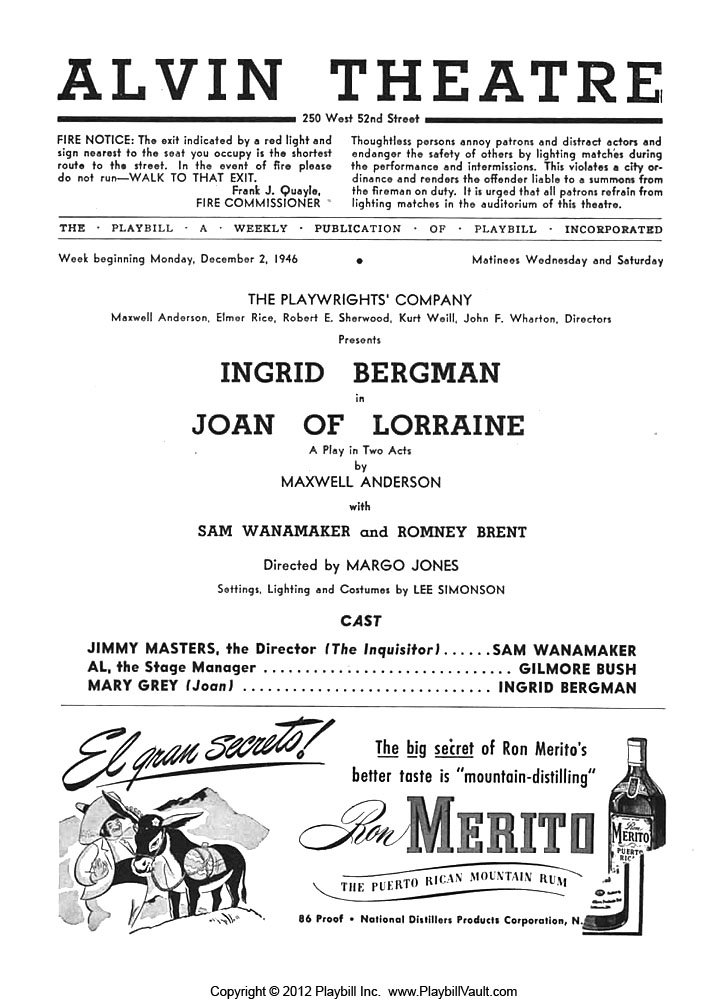 ALVIN THEATRE
250 West 52nd Street
FIRE NOTICE: The exit indicated by a red light and
sign nearest to the seat you occupy is the shortest
route to the street. In the event of fire please
do not run—WALK TO THAT EXIT.
Frank J. Quayle,
FIRE COMMISSIONER
Thoughtless persons annoy patrons and distract actors and
endanger the safety of others by lighting matches during
the performance and intermissions. This violates a city or-
dinance and renders the offender liable to a summons from
the fireman on duty. It is urged that all patrons refrain from
lighting matches in the auditorium of this theatre.
THE · PLAYBILL · A · WEEKLY · PUBLICATION · OF · PLAYBILL · INCORPORATED
Week beginning Monday, December 2, 1946 • Matinees Wednesday and Saturday
THE PLAYWRIGHTS' COMPANY
Maxwell Anderson, Elmer Rice, Robert E. Sherwood, Kurt Weill, John F. Wharton, Directors
Presents
INGRID BERGMAN
in
JOAN OF LORRAINE
A Play in Two Acts
by
MAXWELL ANDERSON
with
SAM WANAMAKER and ROMNEY BRENT
Directed by MARGO JONES
Settings, Lighting and Costumes by LEE SIMONSON
CAST
JIMMY MASTERS, the Director (The Inquisitor)......SAM WANAMAKER
AL, the Stage Manager ............................. GILMORE BUSH
MARY GREY (Joan) .............................. INGRID BERGMAN
El gran secreto!
The big secret of Ron Merito's
better taste is "mountain-distilling"
Ron MERITO
THE PUERTO RICAN MOUNTAIN RUM
86 Proof • National Distillers Products Corporation, N.
Ron
MERITO
PUERTO
RIC
Copyright © 2012 Playbill Inc. www.PlaybillVault.com